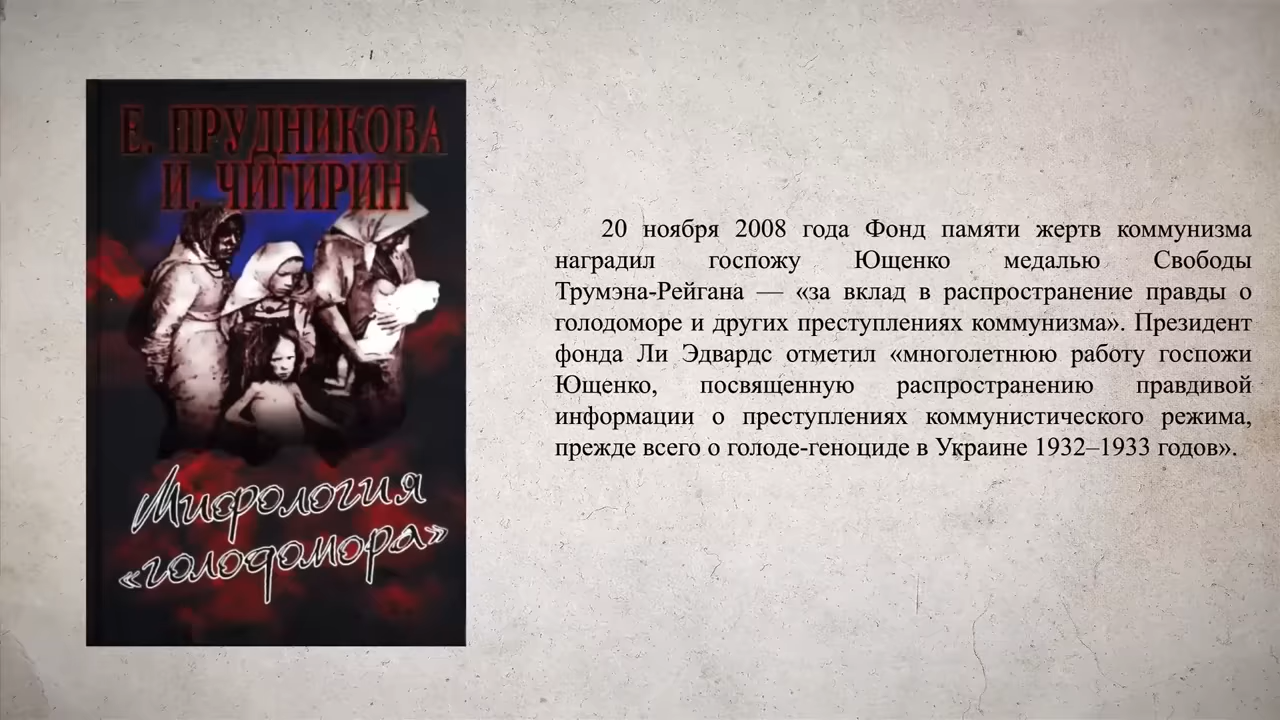 Е. ПРУДНИКОВА
И. ЧИГИРИН
Мифология
«голодомора»
20 ноября 2008 года Фонд памяти жертв коммунизма
наградил госпожу Ющенко медалью Свободы
Трумэна-Рейгана — «за вклад в распространение правды о
голодоморе и других преступлениях коммунизма». Президент
фонда Ли Эдвардс отметил «многолетнюю работу госпожи
Ющенко, посвященную распространению правдивой
информации о преступлениях коммунистического режима,
прежде всего о голоде-геноциде в Украине 1932–1933 годов».